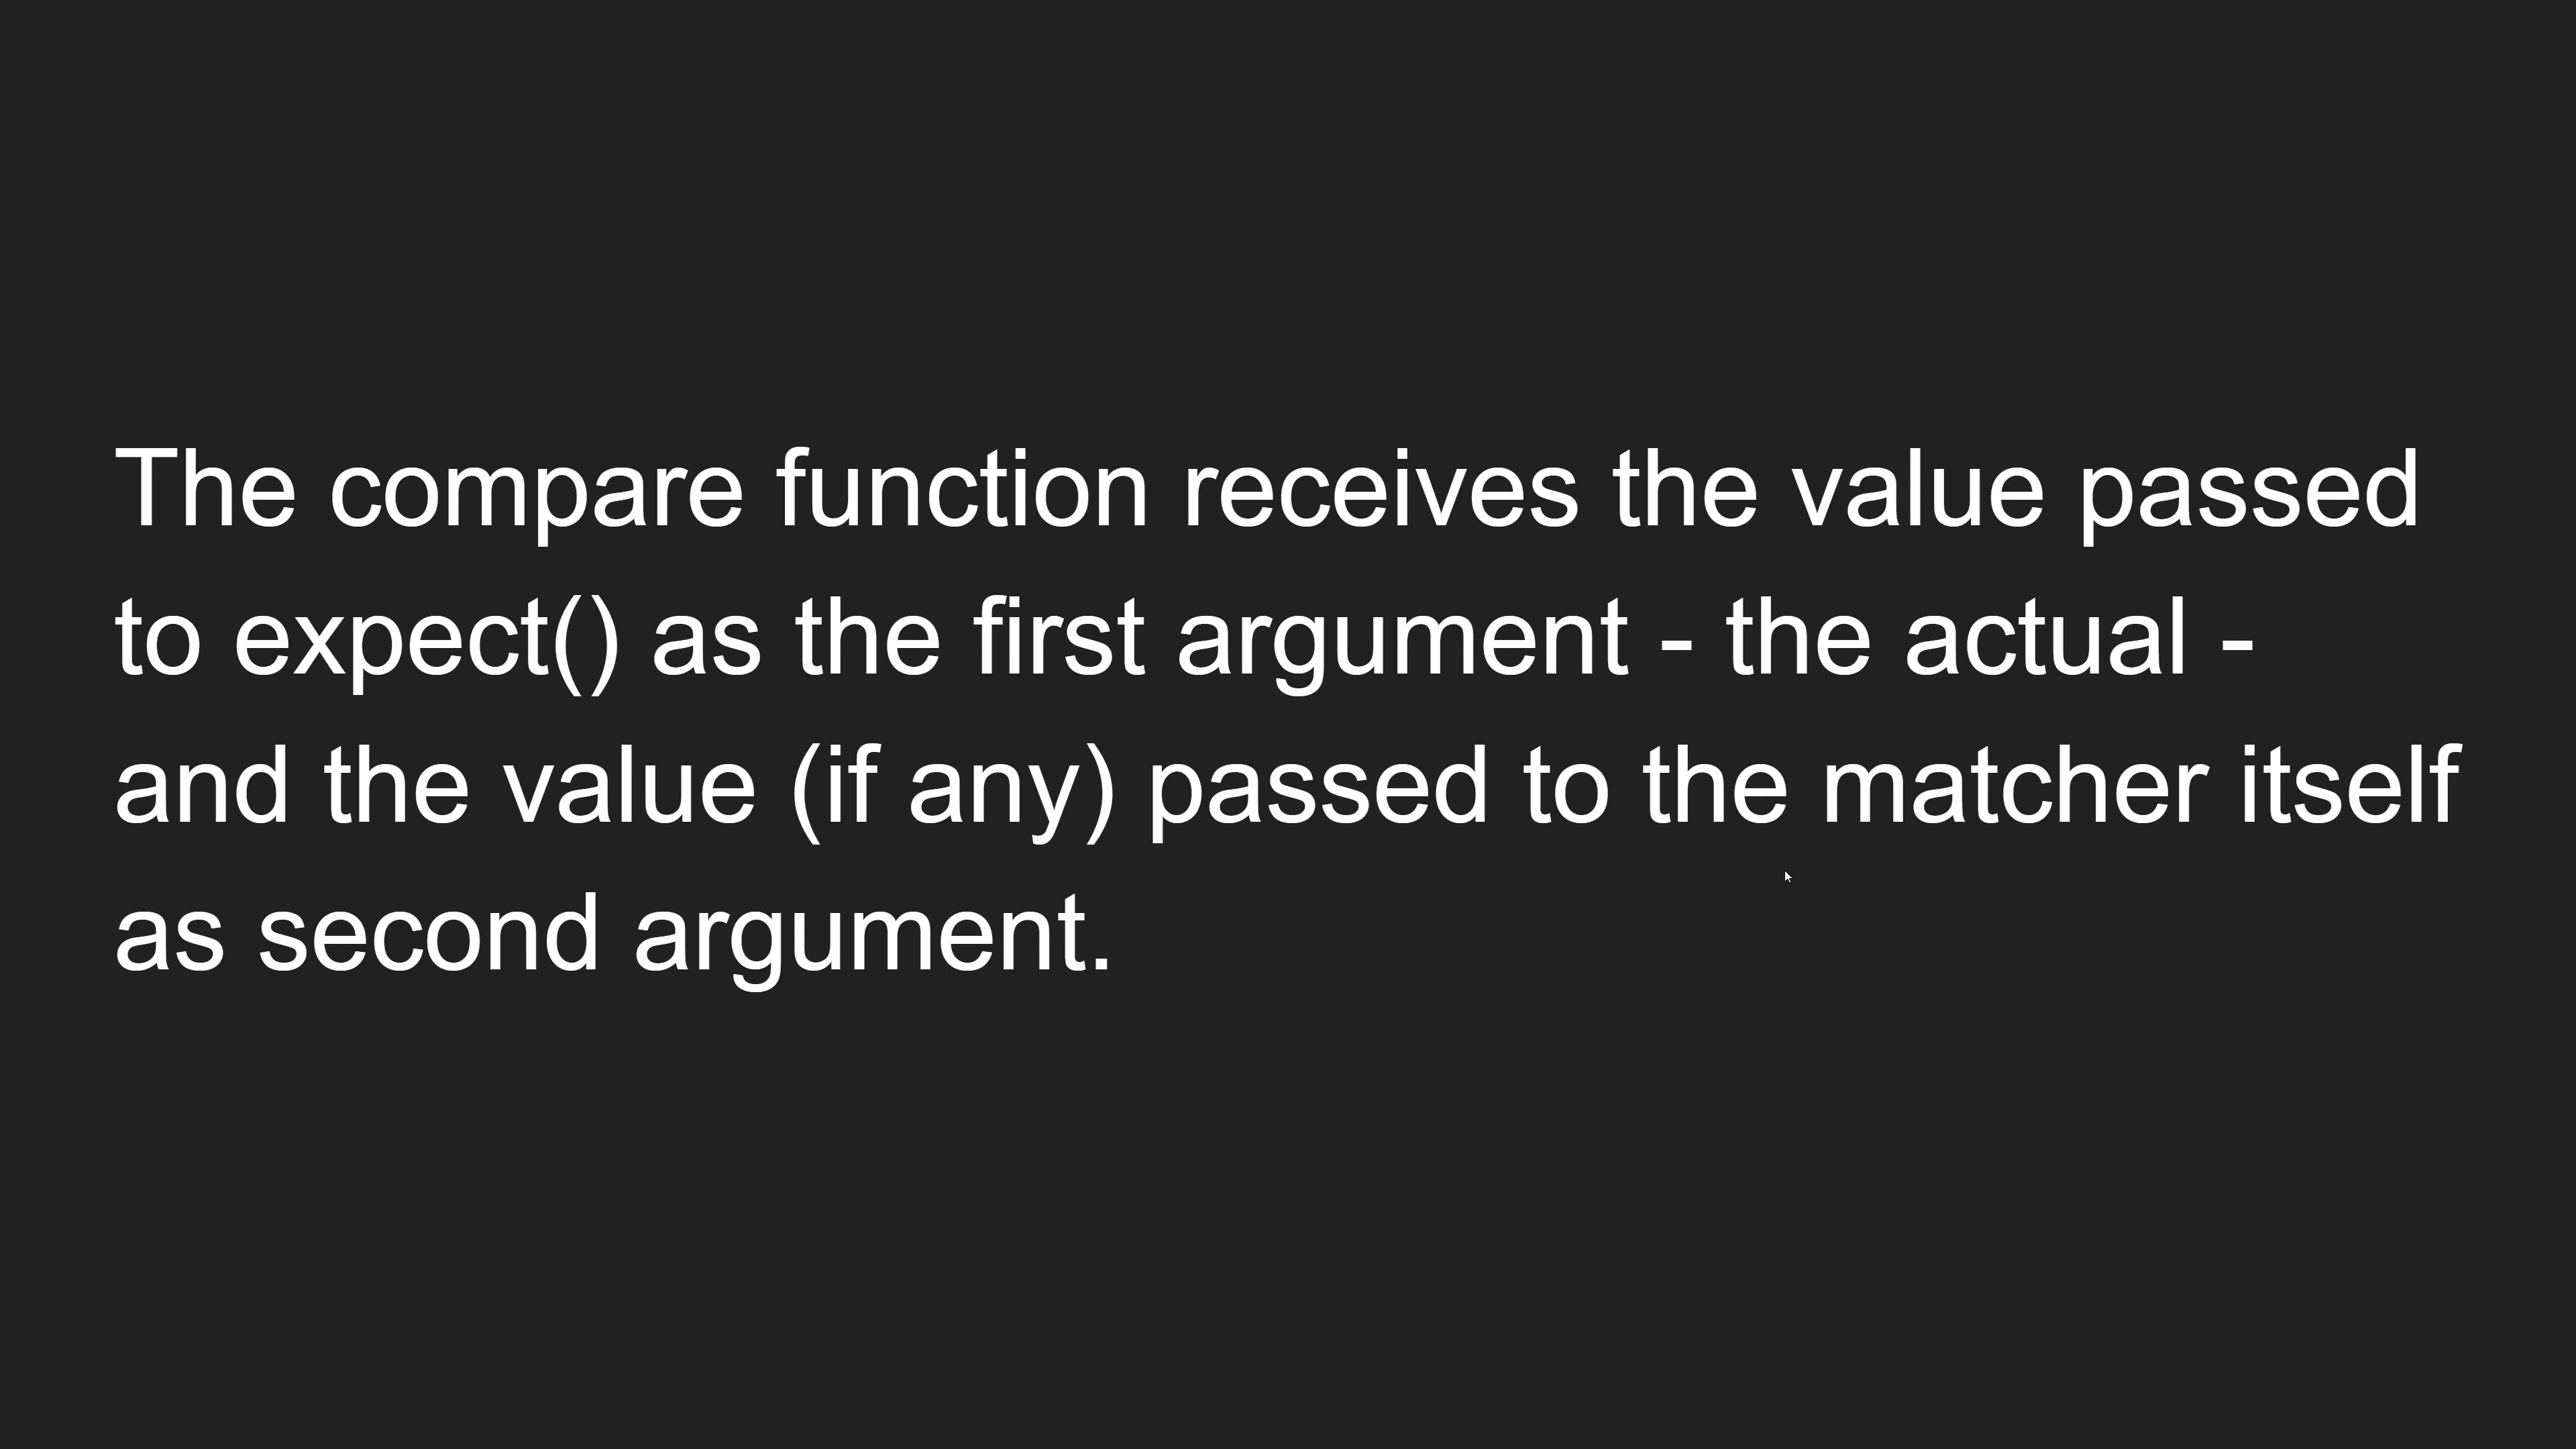 The compare function receives the value passed
to expect() as the first argument - the actual -
and the value (if any) passed to the matcher itself
as second argument.